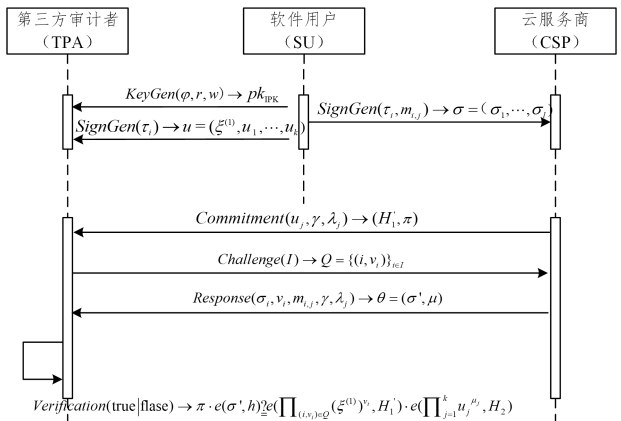 第三方审计者
（TPA）
软件用户
（SU）
云服务商
（CSP）
KeyGen(φ, r, w) → pk_IPK
SignGen(τ_i, m_{i,j}) → σ = (σ_1, ⋯, σ_i)
SignGen(τ_i) → u = (ξ^{(1)}, u_1, ⋯, u_k)
Commitment(u_j, γ, λ_j) → (H_1^', π)
Challenge(I) → Q = {(i, v_i)}_{i∈I}
Response(σ_i, v_i, m_{i,j}, γ, λ_j) → θ = (σ', μ)
Verification(true|flase) → π · e(σ', h) ≟ e(∏_{(i,v_i)∈Q} (ξ^{(1)})^{v_i}, H_1^') · e(∏_{j=1}^{k} u_j^{μ_j}, H_2)